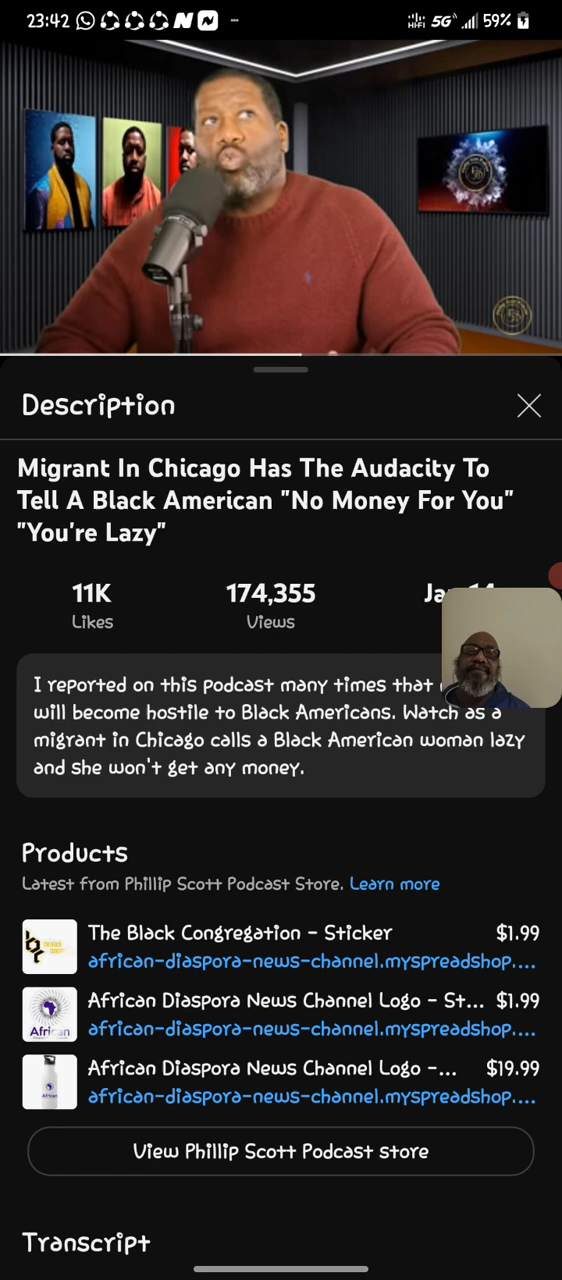 23:42
HI-FI 5G 59%
Description
Migrant In Chicago Has The Audacity To
Tell A Black American "No Money For You"
"You're Lazy"
11K
174,355
Likes
Views
I reported on this podcast many times that
will become hostile to Black Americans. Watch as a
migrant in Chicago calls a Black American woman lazy
and she won't get any money.
Products
Latest from Phillip Scott Podcast Store. Learn more
The Black Congregation - Sticker $1.99
african-diaspora-news-channel.myspreadshop....
African Diaspora News Channel Logo - St... $1.99
african-diaspora-news-channel.myspreadshop....
African Diaspora News Channel Logo -... $19.99
african-diaspora-news-channel.myspreadshop....
View Phillip Scott Podcast store
Transcript